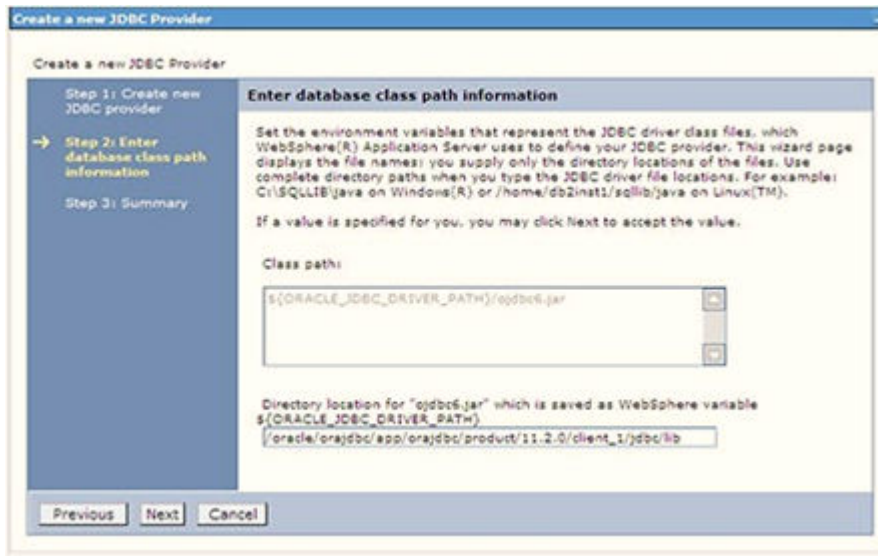 Create a new JDBC Provider
Create a new JDBC Provider
Step 1: Create new
JDBC provider
Step 2: Enter
database class path
information
Step 3: Summary
Enter database class path information
Set the environment variables that represent the JDBC driver class files, which
WebSphere(R) Application Server uses to define your JDBC provider. This wizard page
displays the file names; you supply only the directory locations of the files. Use
complete directory paths when you type the JDBC driver file locations. For example:
C:\SQLLIB\java on Windows(R) or /home/db2inst1/sqllib/java on Linux(TM).
If a value is specified for you, you may click Next to accept the value.
Class path:
${ORACLE_JDBC_DRIVER_PATH}/ojdbc6.jar
Directory location for "ojdbc6.jar" which is saved as WebSphere variable
${ORACLE_JDBC_DRIVER_PATH}
/oracle/orajdbc/app/orajdbc/product/11.2.0/client_1/jdbc/lib
Previous Next Cancel